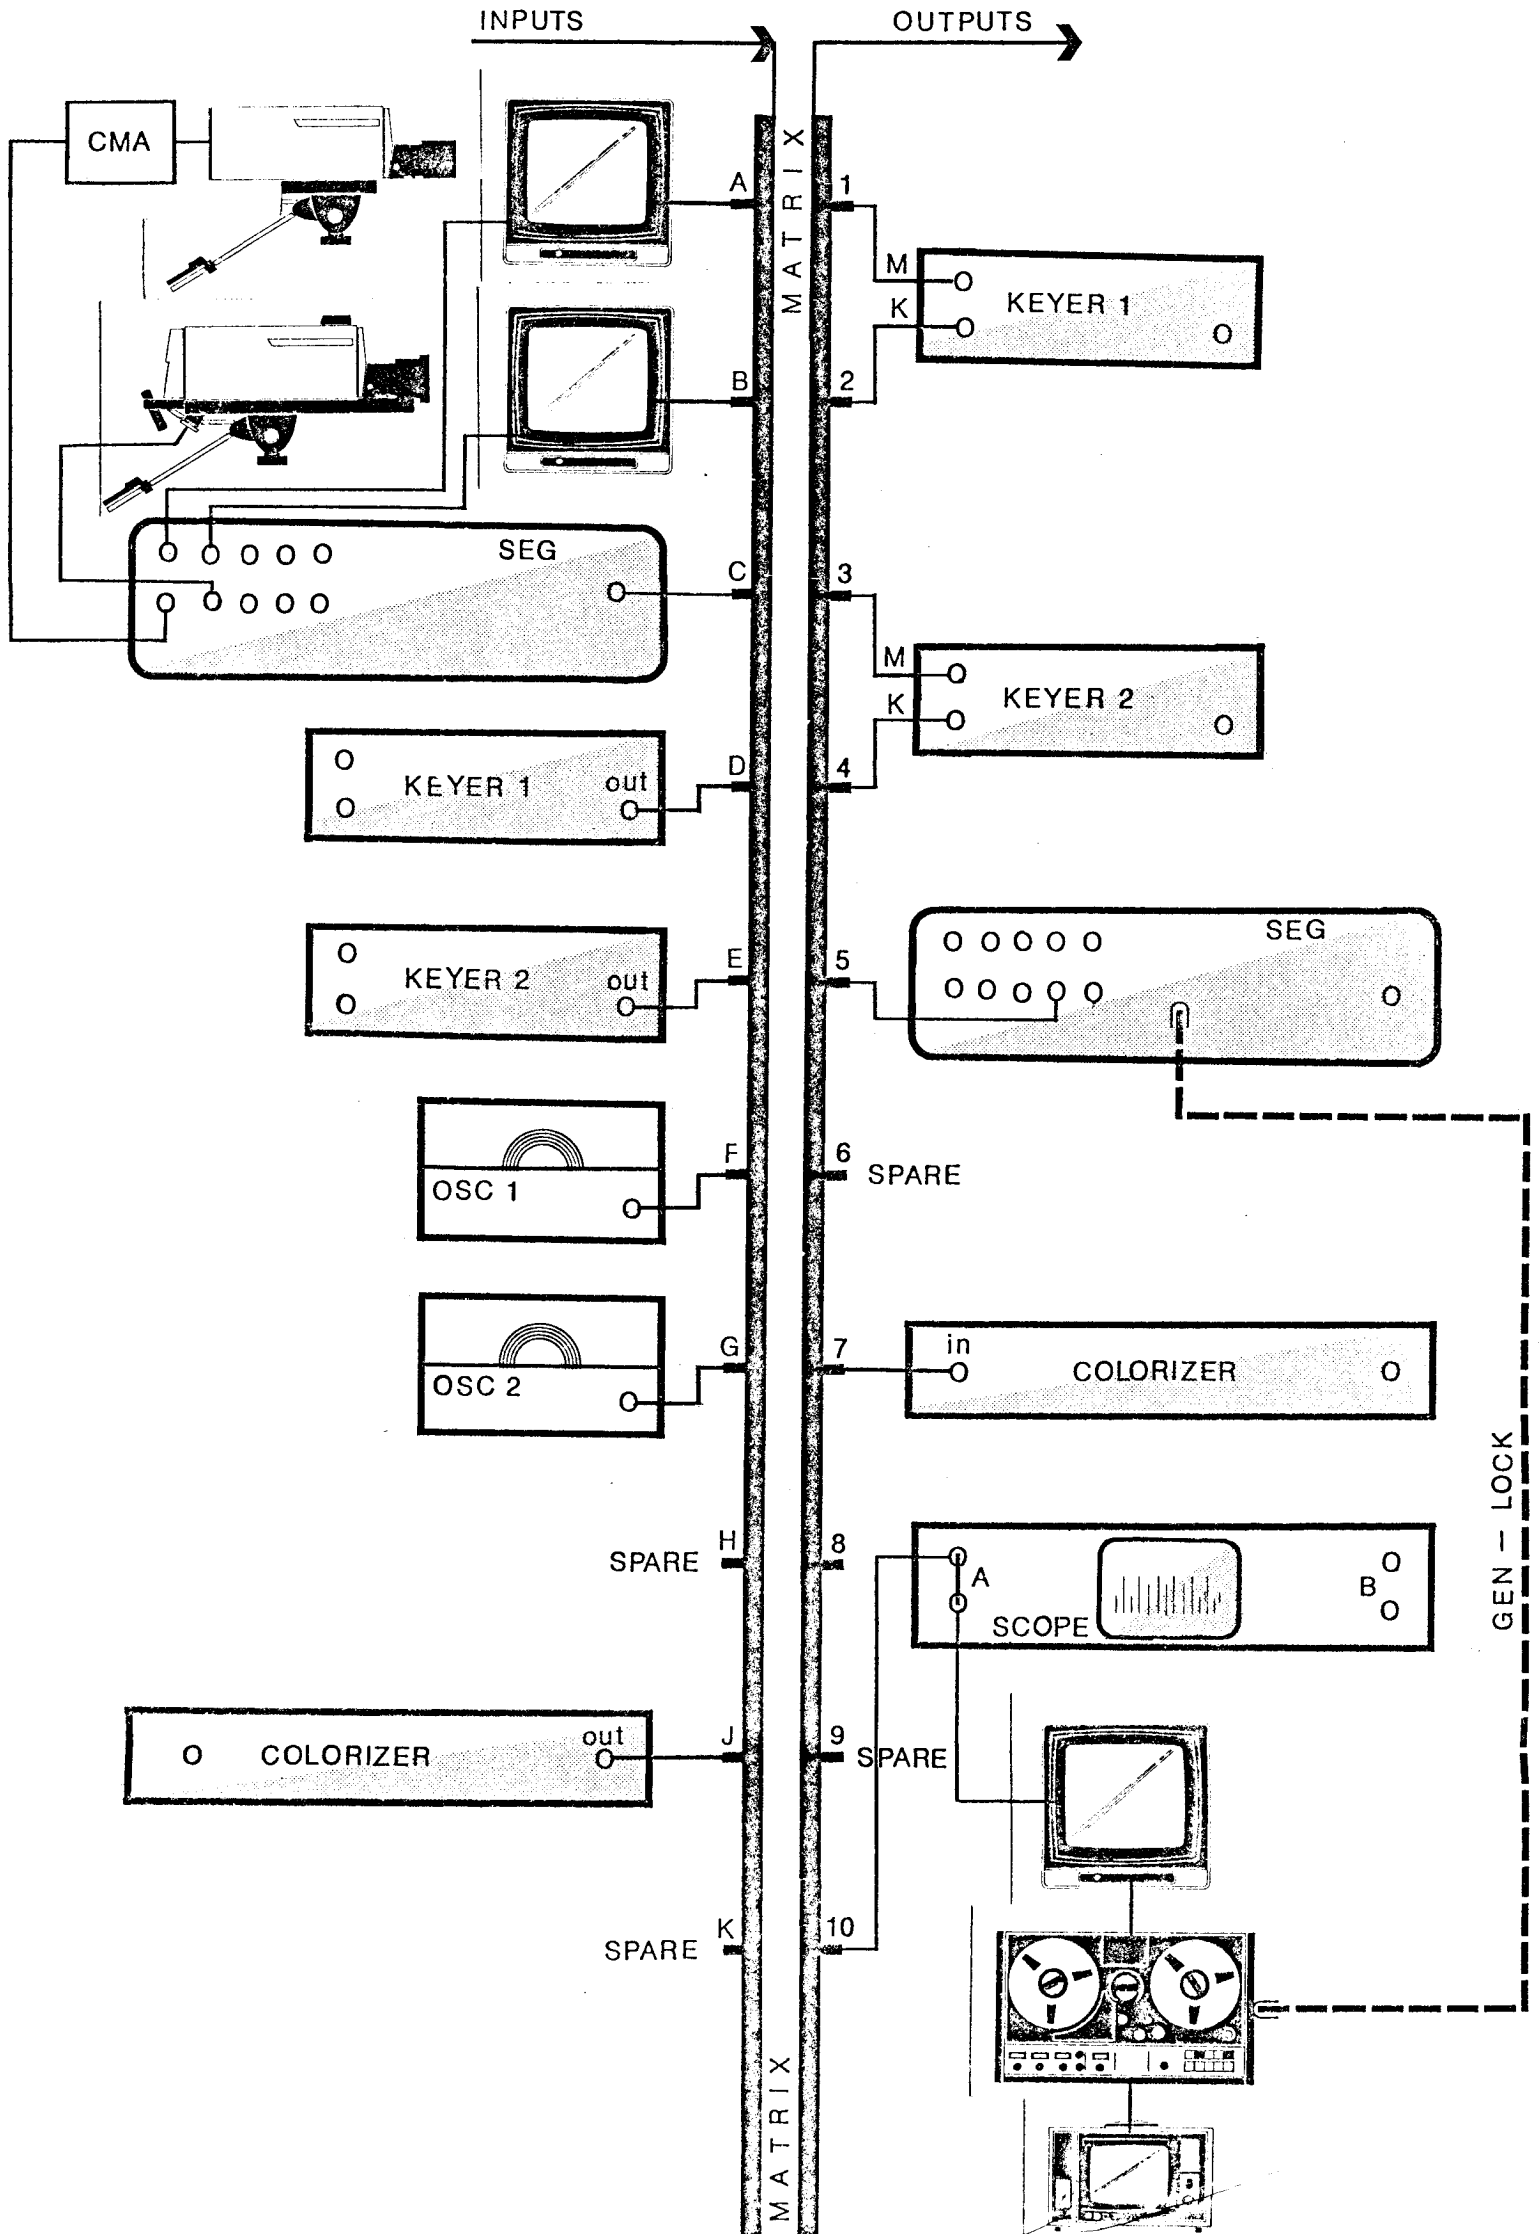 INPUTS
OUTPUTS
CMA
MATRIX
A
1
M
KEYER 1
K
B
2
SEG
C
3
M
KEYER 2
K
D
4
KEYER 1
out
SEG
E
5
KEYER 2
out
F
6
SPARE
OSC 1
G
7
in
COLORIZER
OSC 2
GEN – LOCK
H
8
SPARE
A
B
SCOPE
J
9
SPARE
out
COLORIZER
K
10
SPARE
MATRIX